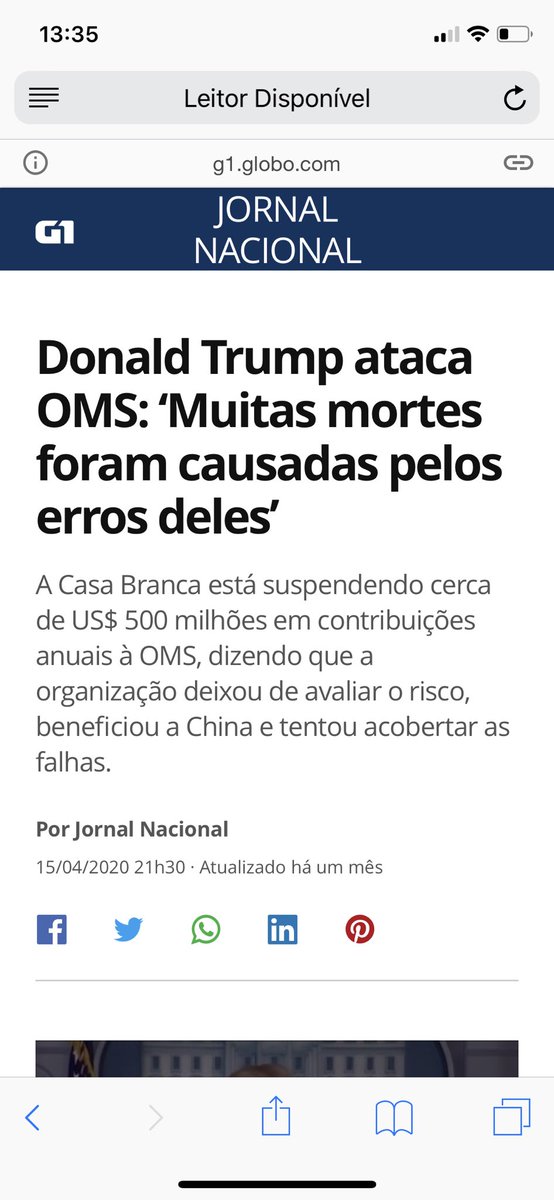 13:35
Leitor Disponível
g1.globo.com
G1
JORNAL
NACIONAL
Donald Trump ataca
OMS: ‘Muitas mortes
foram causadas pelos
erros deles’
A Casa Branca está suspendendo cerca
de US$ 500 milhões em contribuições
anuais à OMS, dizendo que a
organização deixou de avaliar o risco,
beneficiou a China e tentou acobertar as
falhas.
Por Jornal Nacional
15/04/2020 21h30 · Atualizado há um mês